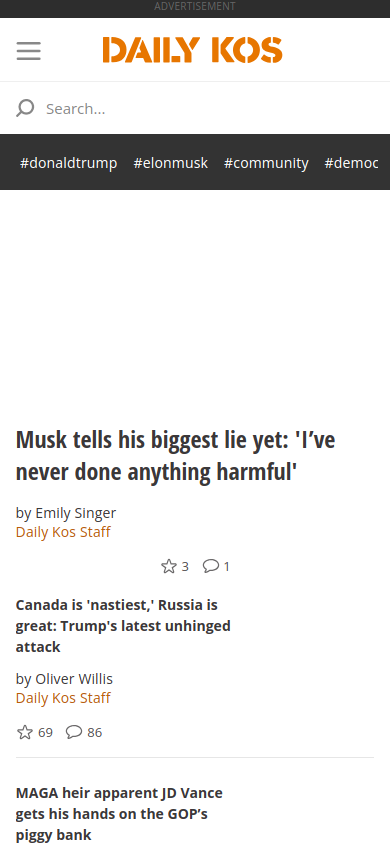 ADVERTISEMENT
DAILY KOS
Search...
#donaldtrump #elonmusk #community #democ
Musk tells his biggest lie yet: 'I’ve
never done anything harmful'
by Emily Singer
Daily Kos Staff
3 1
Canada is 'nastiest,' Russia is
great: Trump's latest unhinged
attack
by Oliver Willis
Daily Kos Staff
69 86
MAGA heir apparent JD Vance
gets his hands on the GOP’s
piggy bank